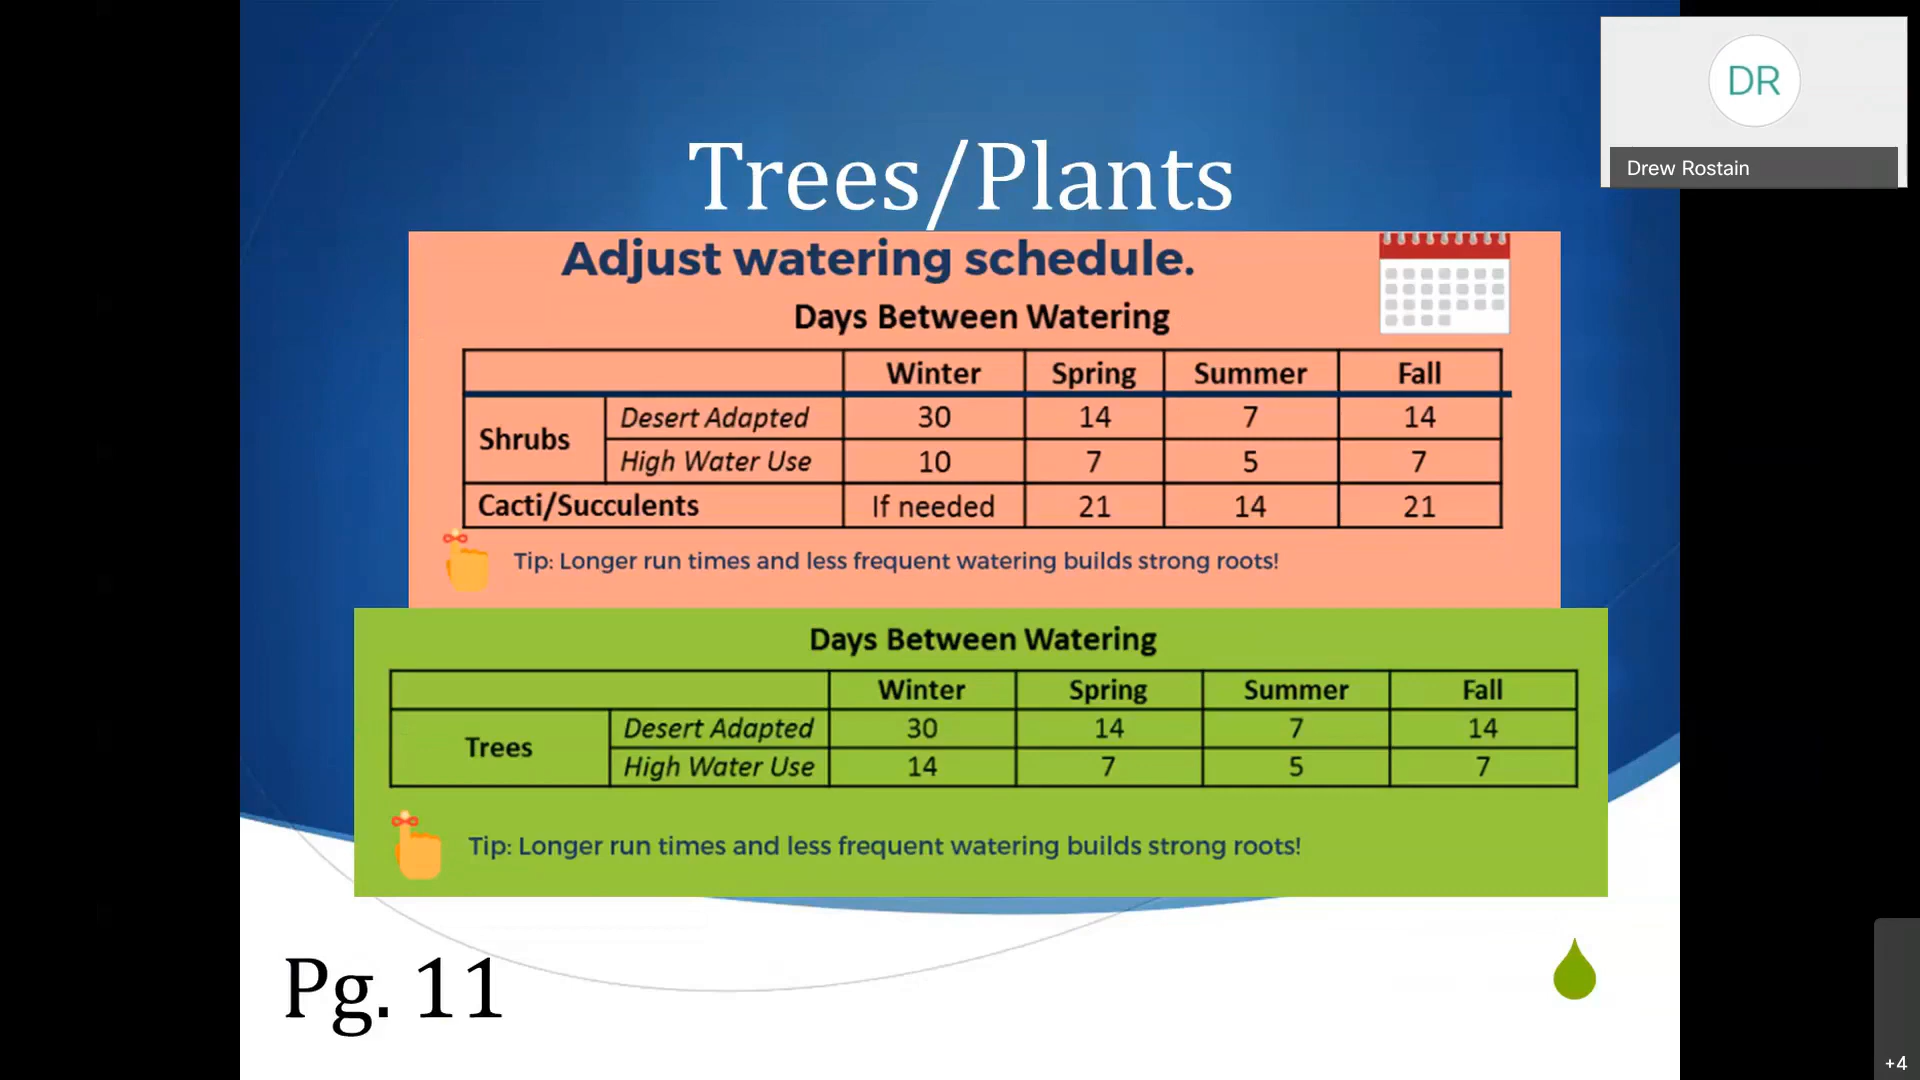 DR
Drew Rostain
Trees/Plants
Adjust watering schedule.
Days Between Watering
Winter Spring Summer Fall
Shrubs Desert Adapted 30 14 7 14
High Water Use 10 7 5 7
Cacti/Succulents If needed 21 14 21
Tip: Longer run times and less frequent watering builds strong roots!
Days Between Watering
Winter Spring Summer Fall
Trees Desert Adapted 30 14 7 14
High Water Use 14 7 5 7
Tip: Longer run times and less frequent watering builds strong roots!
Pg. 11
+4